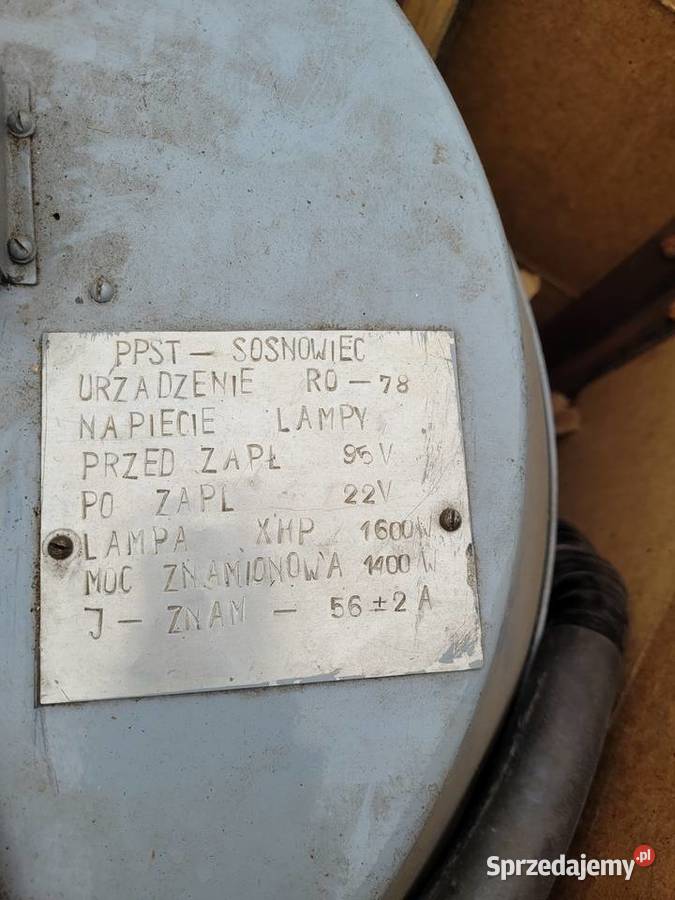 PPST - SOSNOWIEC
URZADZENIE RO - 78
NAPIECIE LAMPY
PRZED ZAPŁ 95V
PO ZAPL 22V
LAMPA XHP 1600W
MOC ZNAMIONOWA 1400W
J - ZNAM - 56 ± 2 A
Sprzedajemy.pl